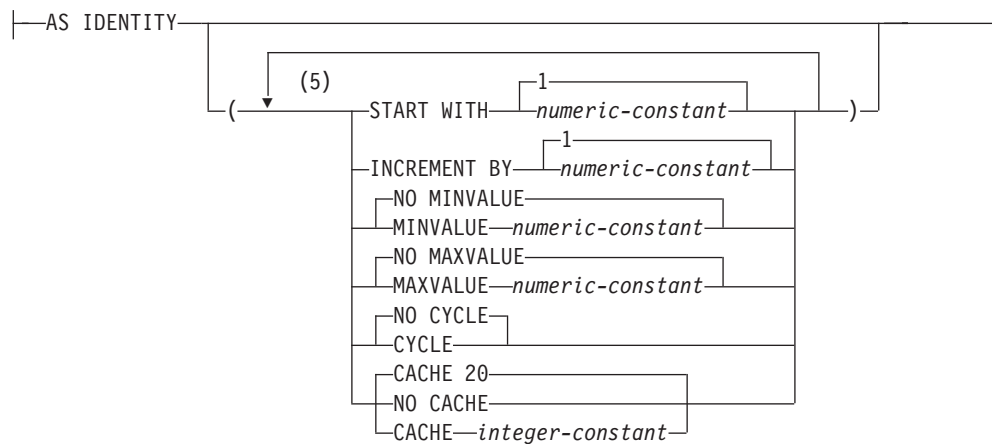 AS IDENTITY
(5)
1
( START WITH numeric-constant )
1
INCREMENT BY numeric-constant
NO MINVALUE
MINVALUE numeric-constant
NO MAXVALUE
MAXVALUE numeric-constant
NO CYCLE
CYCLE
CACHE 20
NO CACHE
CACHE integer-constant